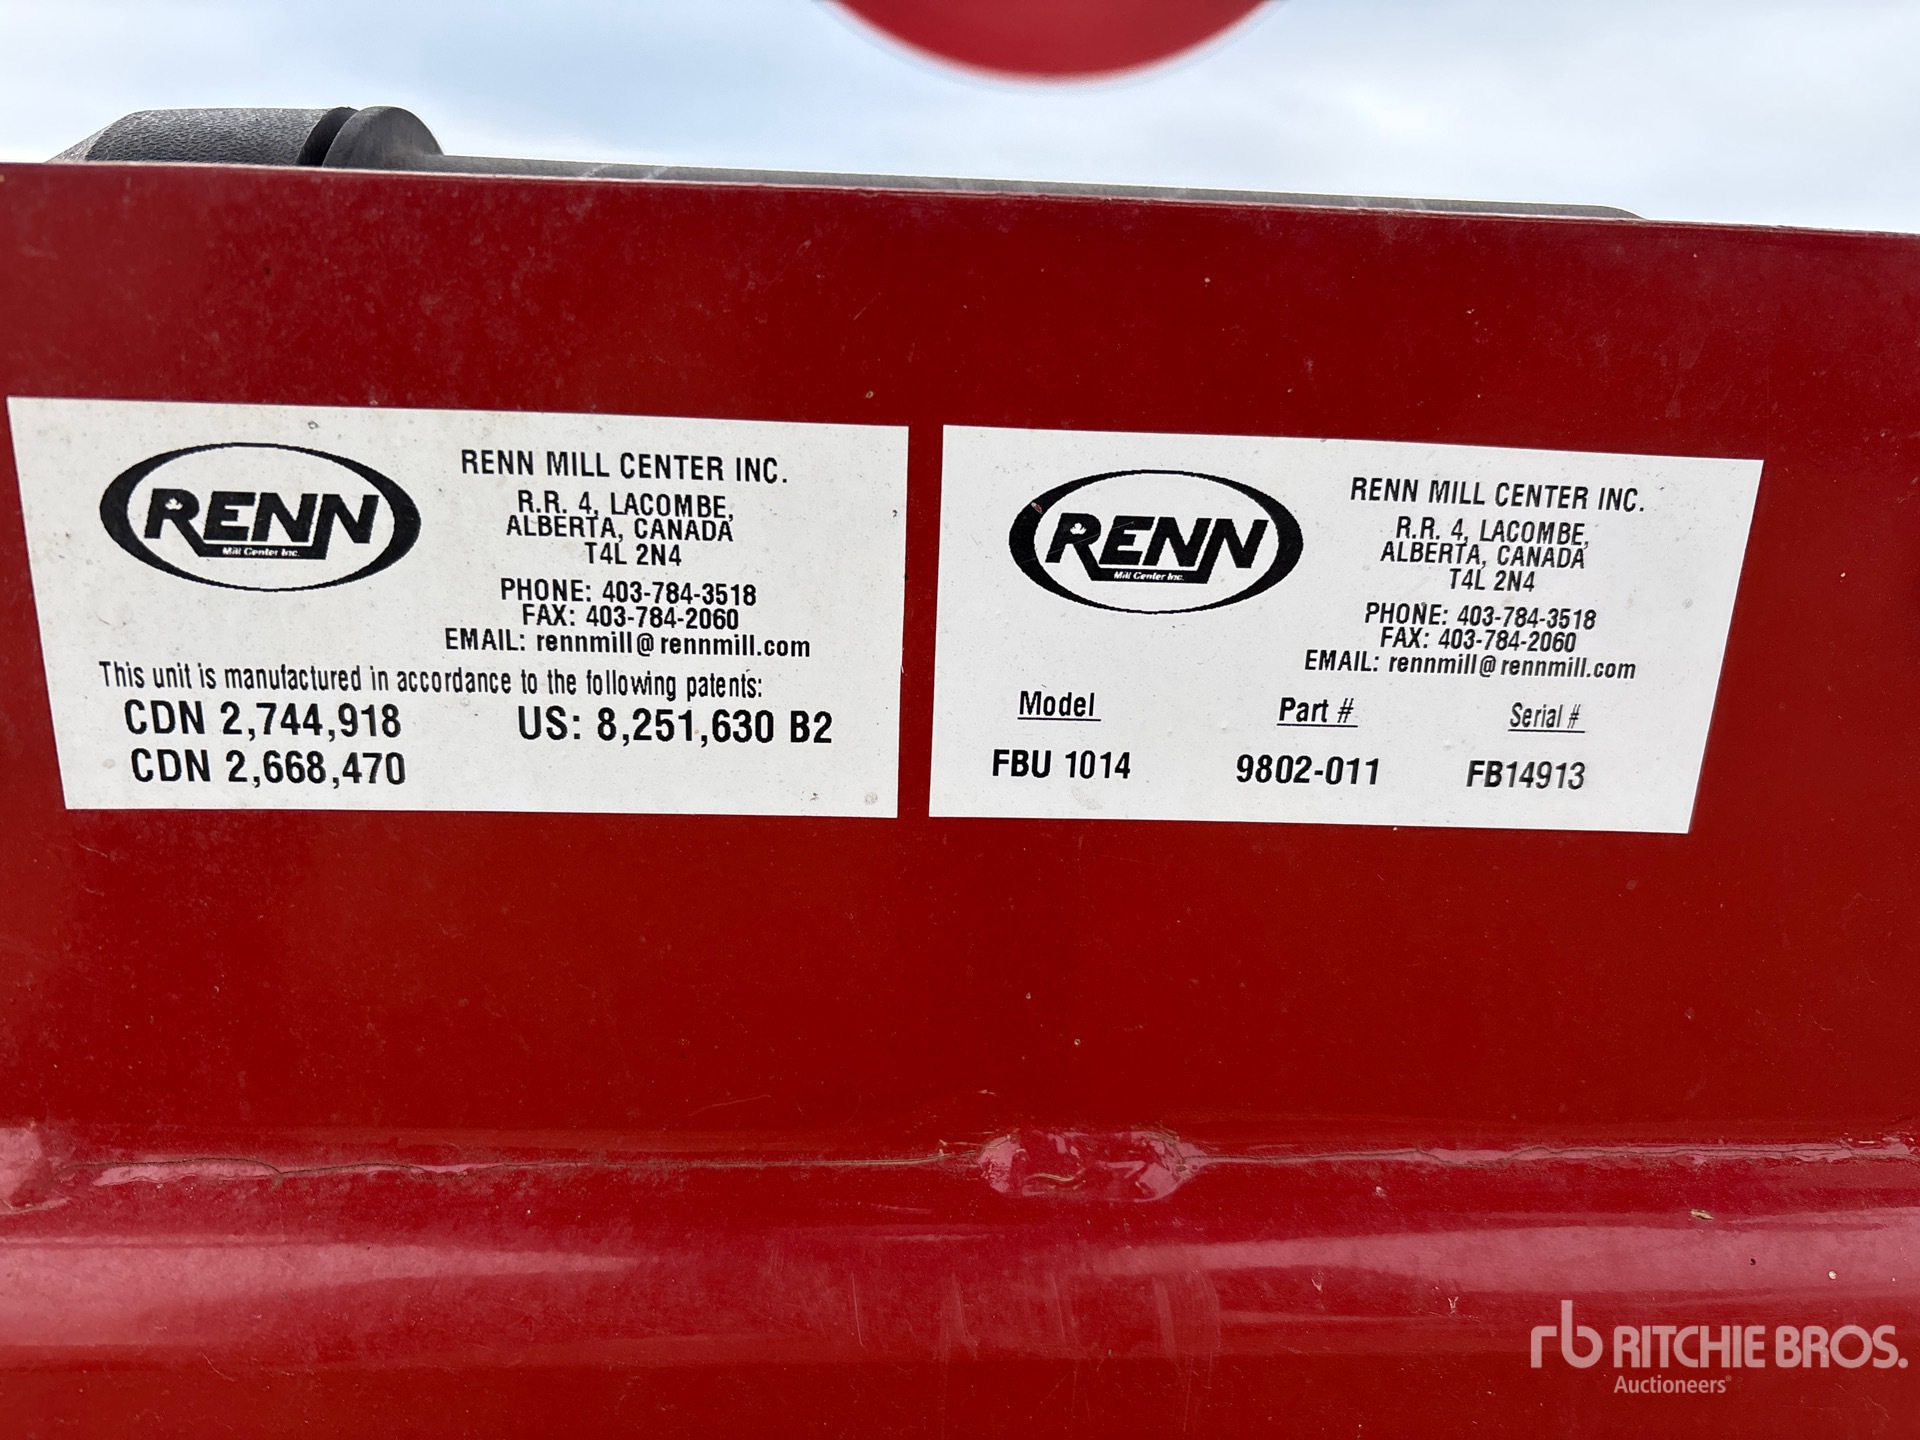 RENN
Mill Center Inc.
RENN MILL CENTER INC.
R.R. 4, LACOMBE,
ALBERTA, CANADA
T4L 2N4
PHONE: 403-784-3518
FAX: 403-784-2060
EMAIL: rennmill@rennmill.com
This unit is manufactured in accordance to the following patents:
CDN 2,744,918 US: 8,251,630 B2
CDN 2,668,470
RENN
Mill Center Inc.
RENN MILL CENTER INC.
R.R. 4, LACOMBE,
ALBERTA, CANADA
T4L 2N4
PHONE: 403-784-3518
FAX: 403-784-2060
EMAIL: rennmill@rennmill.com
Model Part # Serial #
FBU 1014 9802-011 FB14913
rb RITCHIE BROS.
Auctioneers